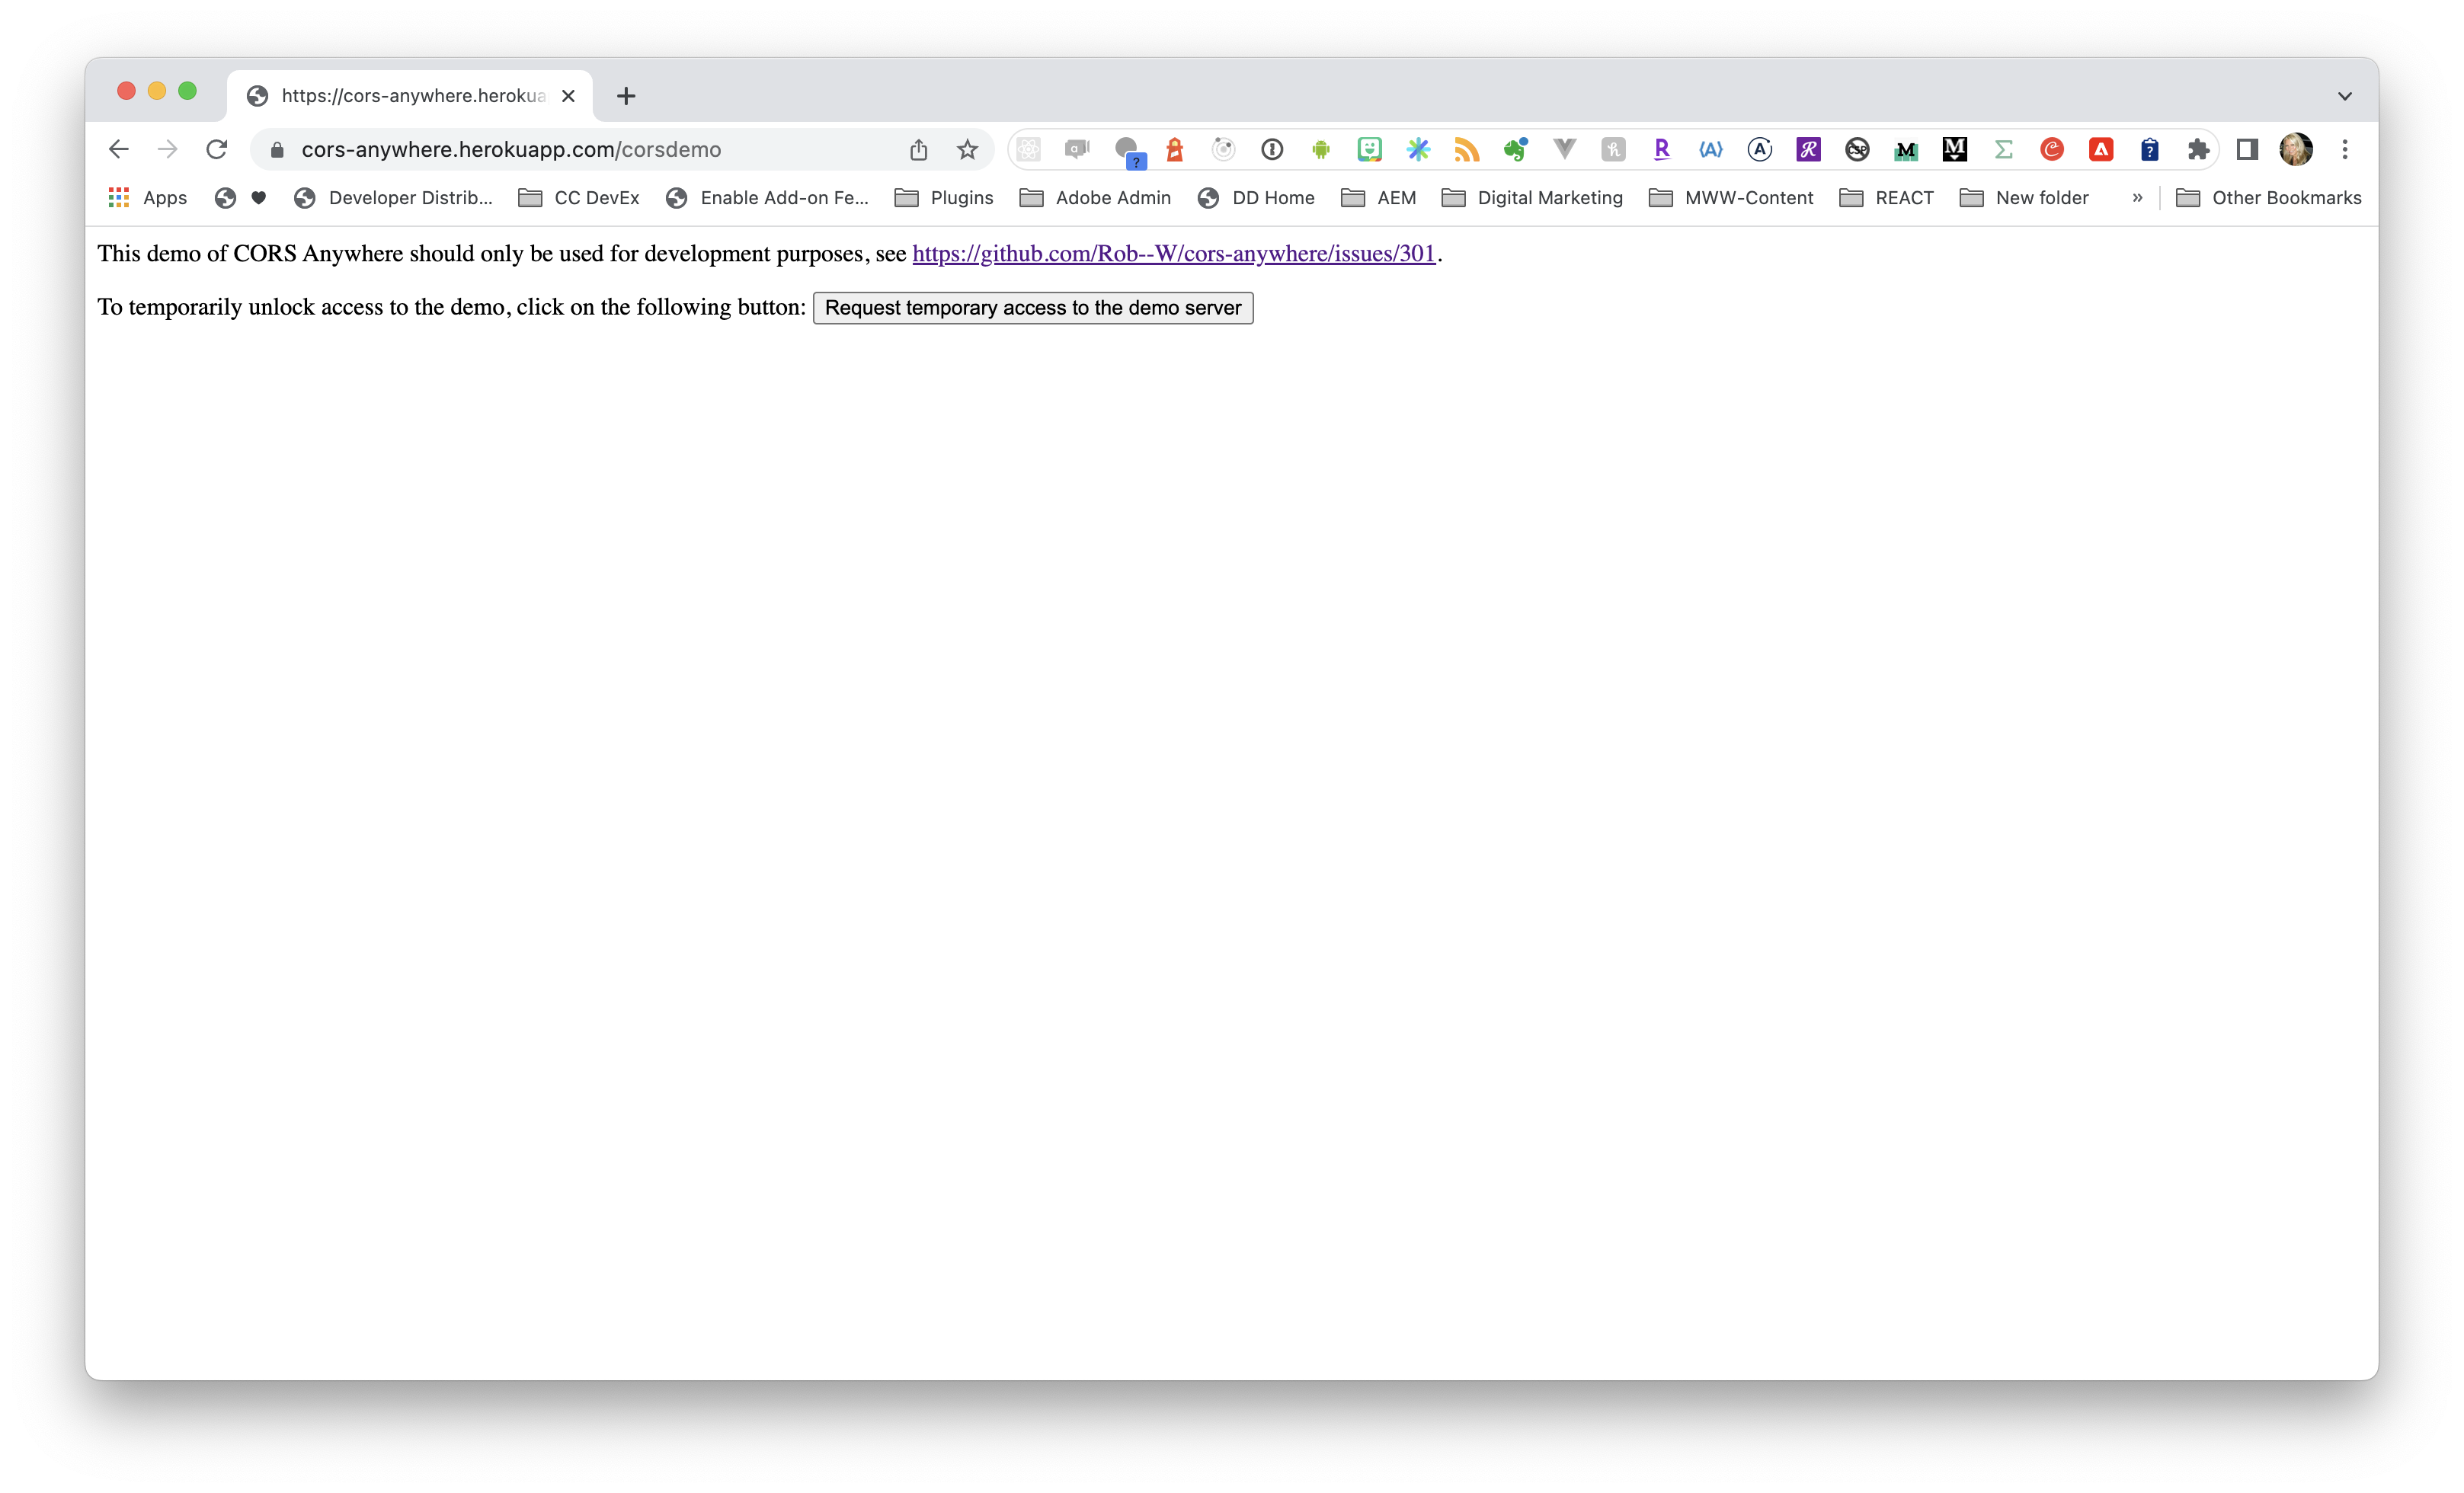 https://cors-anywhere.herokua
cors-anywhere.herokuapp.com/corsdemo
Apps Developer Distrib... CC DevEx Enable Add-on Fe... Plugins Adobe Admin DD Home AEM Digital Marketing MWW-Content REACT New folder » Other Bookmarks
This demo of CORS Anywhere should only be used for development purposes, see https://github.com/Rob--W/cors-anywhere/issues/301.
To temporarily unlock access to the demo, click on the following button: Request temporary access to the demo server